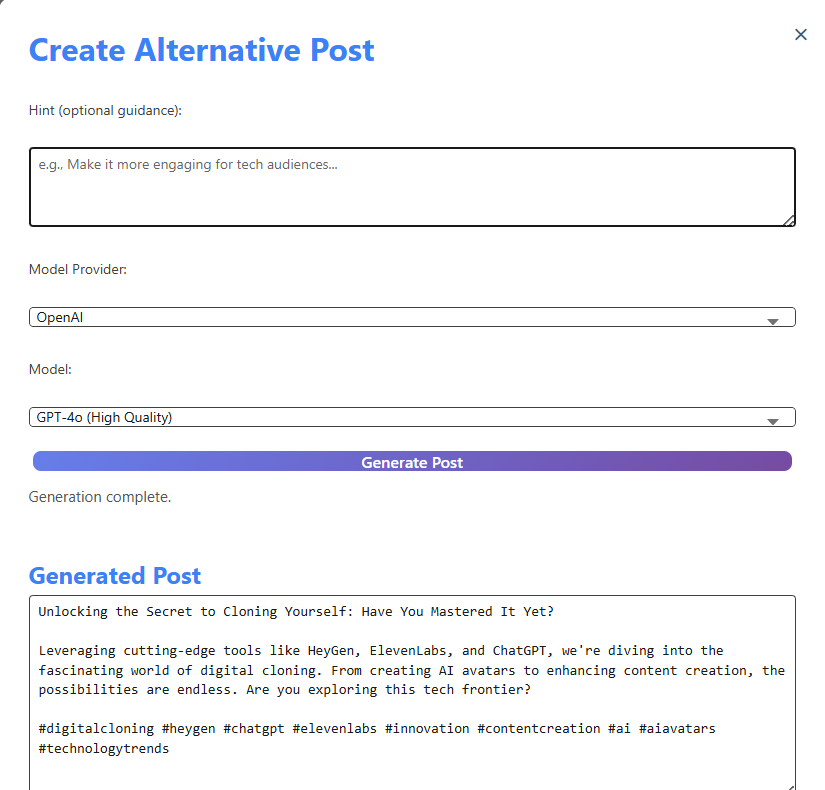 Create Alternative Post
Hint (optional guidance):
e.g., Make it more engaging for tech audiences...
Model Provider:
OpenAI
Model:
GPT-4o (High Quality)
Generate Post
Generation complete.
Generated Post
Unlocking the Secret to Cloning Yourself: Have You Mastered It Yet?
Leveraging cutting-edge tools like HeyGen, ElevenLabs, and ChatGPT, we're diving into the
fascinating world of digital cloning. From creating AI avatars to enhancing content creation, the
possibilities are endless. Are you exploring this tech frontier?
#digitalcloning #heygen #chatgpt #elevenlabs #innovation #contentcreation #ai #aiavatars
#technologytrends